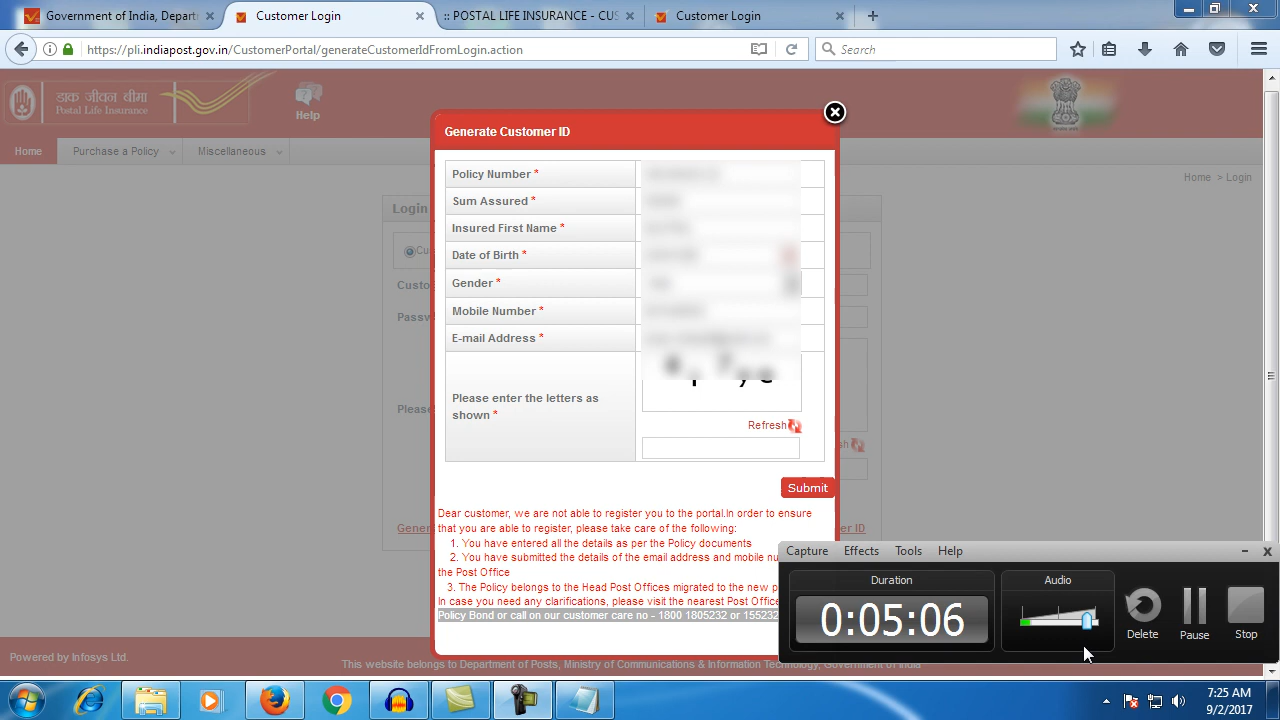 Government of India, Depart
Customer Login
:: POSTAL LIFE INSURANCE - CUS
Customer Login
https://pli.indiapost.gov.in/CustomerPortal/generateCustomerIdFromLogin.action
Search
डाक जीवन बीमा
Postal Life Insurance
Help
Home
Purchase a Policy
Miscellaneous
Home > Login
Login
Generate Customer ID
Policy Number *
Sum Assured *
Insured First Name *
Date of Birth *
Gender *
Mobile Number *
E-mail Address *
Please enter the letters as
shown *
Refresh
Submit
Dear customer, we are not able to register you to the portal.In order to ensure
that you are able to register, please take care of the following:
1. You have entered all the details as per the Policy documents
2. You have submitted the details of the email address and mobile
the Post Office
3. The Policy belongs to the Head Post Offices migrated to the new
In case you need any clarifications, please visit the nearest Post Office
Policy Bond or call on our customer care no - 1800 1805232 or 155232
er ID
Capture
Effects
Tools
Help
Duration
0:05:06
Audio
Delete
Pause
Stop
Powered by Infosys Ltd.
This website belongs to Department of Posts, Ministry of Communications & Information Technology, Government of India
7:25 AM
9/2/2017